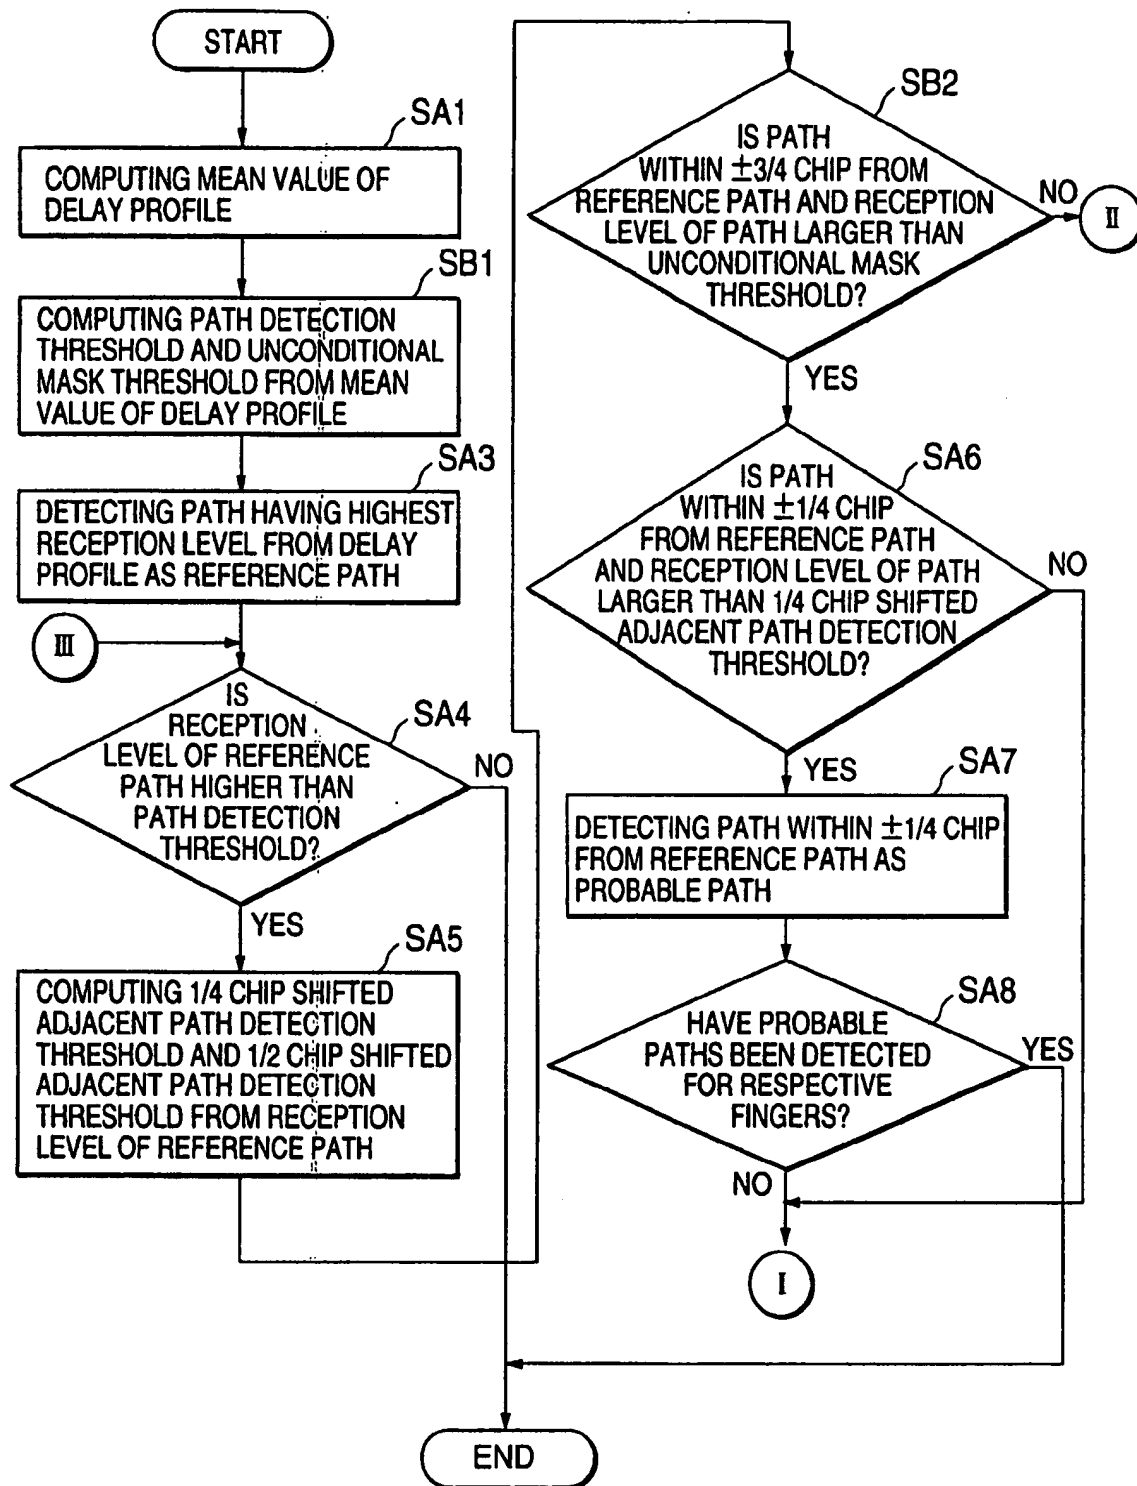 START
SA1
COMPUTING MEAN VALUE OF
DELAY PROFILE
SB1
COMPUTING PATH DETECTION
THRESHOLD AND UNCONDITIONAL
MASK THRESHOLD FROM MEAN
VALUE OF DELAY PROFILE
SA3
DETECTING PATH HAVING HIGHEST
RECEPTION LEVEL FROM DELAY
PROFILE AS REFERENCE PATH
III
SA4
IS
RECEPTION
LEVEL OF REFERENCE
PATH HIGHER THAN
PATH DETECTION
THRESHOLD?
NO
YES
SA5
COMPUTING 1/4 CHIP SHIFTED
ADJACENT PATH DETECTION
THRESHOLD AND 1/2 CHIP SHIFTED
ADJACENT PATH DETECTION
THRESHOLD FROM RECEPTION
LEVEL OF REFERENCE PATH
SB2
IS PATH
WITHIN ±3/4 CHIP FROM
REFERENCE PATH AND RECEPTION
LEVEL OF PATH LARGER THAN
UNCONDITIONAL MASK
THRESHOLD?
NO
II
YES
SA6
IS PATH
WITHIN ±1/4 CHIP
FROM REFERENCE PATH
AND RECEPTION LEVEL OF PATH
LARGER THAN 1/4 CHIP SHIFTED
ADJACENT PATH DETECTION
THRESHOLD?
NO
YES
SA7
DETECTING PATH WITHIN ±1/4 CHIP
FROM REFERENCE PATH AS
PROBABLE PATH
SA8
HAVE PROBABLE
PATHS BEEN DETECTED
FOR RESPECTIVE
FINGERS?
YES
NO
I
END